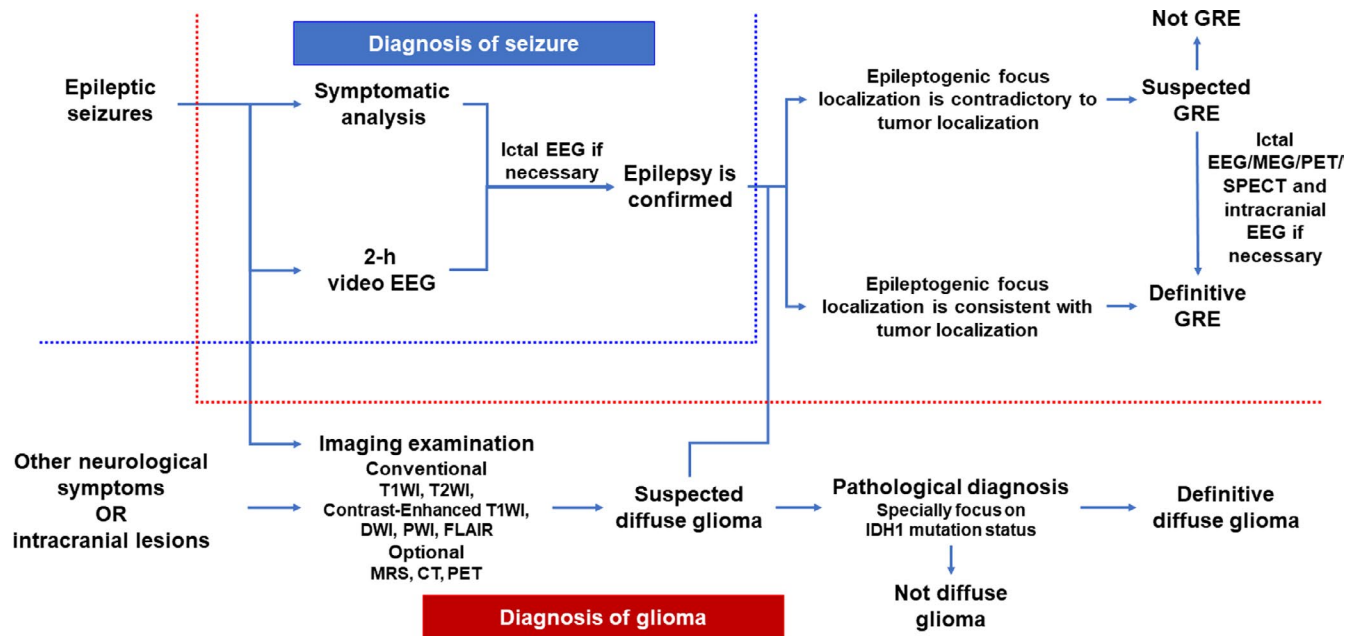 Diagnosis of seizure
Epileptic
seizures
Symptomatic
analysis
2-h
video EEG
Ictal EEG if
necessary
Epilepsy is
confirmed
Epileptogenic focus
localization is contradictory to
tumor localization
Not GRE
Suspected
GRE
Ictal
EEG/MEG/PET/
SPECT and
intracranial
EEG if
necessary
Epileptogenic focus
localization is consistent with
tumor localization
Definitive
GRE
Other neurological
symptoms
OR
intracranial lesions
Imaging examination
Conventional
T1WI, T2WI,
Contrast-Enhanced T1WI,
DWI, PWI, FLAIR
Optional
MRS, CT, PET
Suspected
diffuse glioma
Pathological diagnosis
Specially focus on
IDH1 mutation status
Definitive
diffuse glioma
Not diffuse
glioma
Diagnosis of glioma